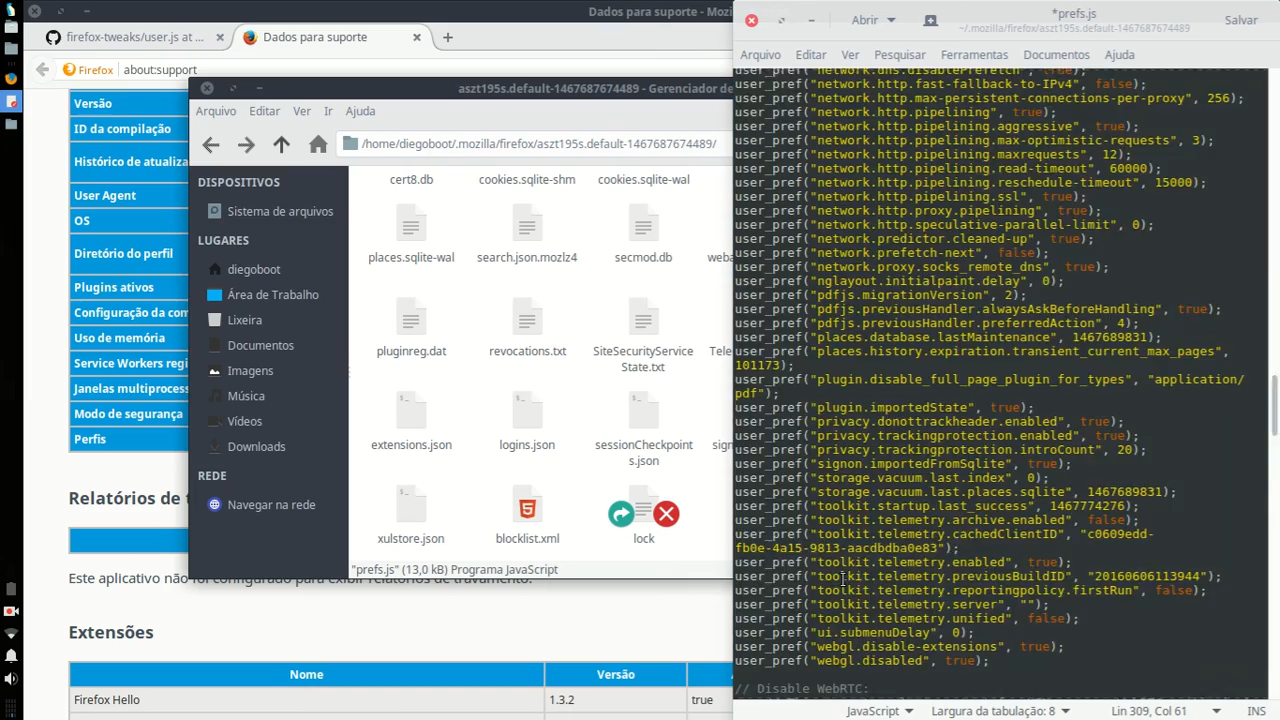 Dados para suporte - Mozi
firefox-tweaks/user.js at ...
Dados para suporte
Firefox
about:support
Versão
ID da compilação
Histórico de atualiza
User Agent
OS
Diretório do perfil
Plugins ativos
Configuração da com
Uso de memória
Service Workers regi
Janelas multiprocess
Modo de segurança
Perfis
Relatórios de t
Este aplicativo não foi configurado para exibir relatórios de travamento.
Extensões
Nome
Versão
Firefox Hello
1.3.2
true
aszt195s.default-1467687674489 - Gerenciador de
Arquivo
Editar
Ver
Ir
Ajuda
/home/diegoboot/.mozilla/firefox/aszt195s.default-1467687674489/
DISPOSITIVOS
Sistema de arquivos
LUGARES
diegoboot
Área de Trabalho
Lixeira
Documentos
Imagens
Música
Vídeos
Downloads
REDE
Navegar na rede
cert8.db
cookies.sqlite-shm
cookies.sqlite-wal
places.sqlite-wal
search.json.mozlz4
secmod.db
weba
pluginreg.dat
revocations.txt
SiteSecurityService
State.txt
Tele
extensions.json
logins.json
sessionCheckpoint
s.json
sign
xulstore.json
blocklist.xml
lock
"prefs.js" (13,0 kB) Programa JavaScript
Abrir
*prefs.js
~/.mozilla/firefox/aszt195s.default-1467687674489
Salvar
Arquivo
Editar
Ver
Pesquisar
Ferramentas
Documentos
Ajuda
user_pref("network.dns.disablePrefetch", true);
user_pref("network.http.fast-fallback-to-IPv4", false);
user_pref("network.http.max-persistent-connections-per-proxy", 256);
user_pref("network.http.pipelining", true);
user_pref("network.http.pipelining.aggressive", true);
user_pref("network.http.pipelining.max-optimistic-requests", 3);
user_pref("network.http.pipelining.maxrequests", 12);
user_pref("network.http.pipelining.read-timeout", 60000);
user_pref("network.http.pipelining.reschedule-timeout", 15000);
user_pref("network.http.pipelining.ssl", true);
user_pref("network.http.proxy.pipelining", true);
user_pref("network.http.speculative-parallel-limit", 0);
user_pref("network.predictor.cleaned-up", true);
user_pref("network.prefetch-next", false);
user_pref("network.proxy.socks_remote_dns", true);
user_pref("nglayout.initialpaint.delay", 0);
user_pref("pdfjs.migrationVersion", 2);
user_pref("pdfjs.previousHandler.alwaysAskBeforeHandling", true);
user_pref("pdfjs.previousHandler.preferredAction", 4);
user_pref("places.database.lastMaintenance", 1467689831);
user_pref("places.history.expiration.transient_current_max_pages",
101173);
user_pref("plugin.disable_full_page_plugin_for_types", "application/
pdf");
user_pref("plugin.importedState", true);
user_pref("privacy.donottrackheader.enabled", true);
user_pref("privacy.trackingprotection.enabled", true);
user_pref("privacy.trackingprotection.introCount", 20);
user_pref("signon.importedFromSqlite", true);
user_pref("storage.vacuum.last.index", 0);
user_pref("storage.vacuum.last.places.sqlite", 1467689831);
user_pref("toolkit.startup.last_success", 1467774276);
user_pref("toolkit.telemetry.archive.enabled", false);
user_pref("toolkit.telemetry.cachedClientID", "c0609edd-
fb0e-4a15-9813-aacdbdba0e83");
user_pref("toolkit.telemetry.enabled", true);
user_pref("toolkit.telemetry.previousBuildID", "20160606113944");
user_pref("toolkit.telemetry.reportingpolicy.firstRun", false);
user_pref("toolkit.telemetry.server", "");
user_pref("toolkit.telemetry.unified", false);
user_pref("ui.submenuDelay", 0);
user_pref("webgl.disable-extensions", true);
user_pref("webgl.disabled", true);
// Disable WebRTC:
JavaScript
Largura da tabulação: 8
Lin 309, Col 61
INS